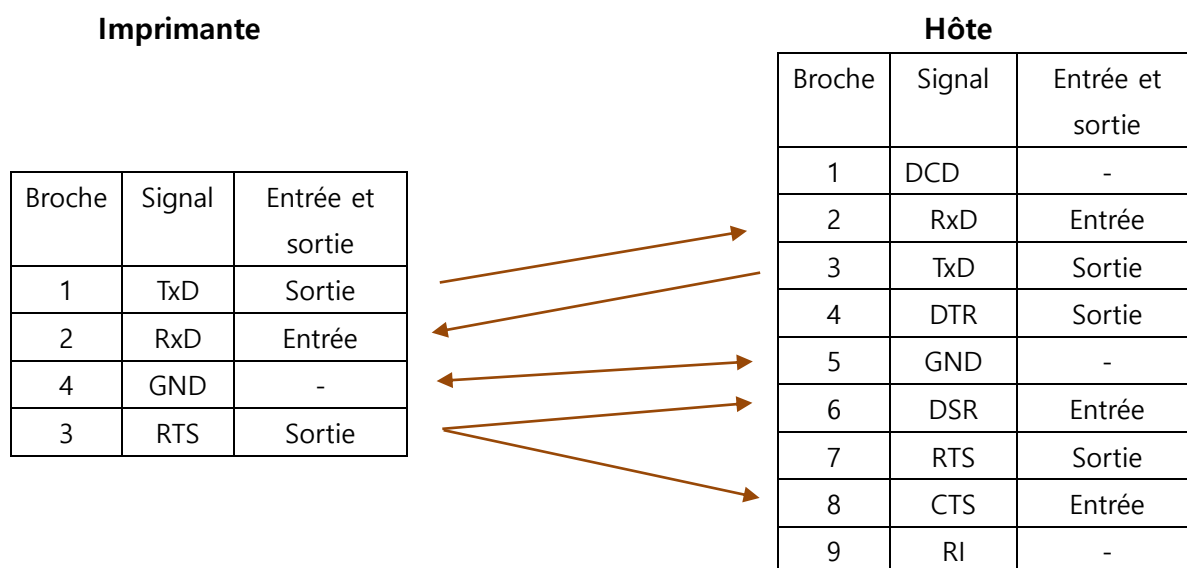 Imprimante
Broche Signal Entrée et
sortie
1 TxD Sortie
2 RxD Entrée
4 GND -
3 RTS Sortie
Hôte
Broche Signal Entrée et
sortie
1 DCD -
2 RxD Entrée
3 TxD Sortie
4 DTR Sortie
5 GND -
6 DSR Entrée
7 RTS Sortie
8 CTS Entrée
9 RI -